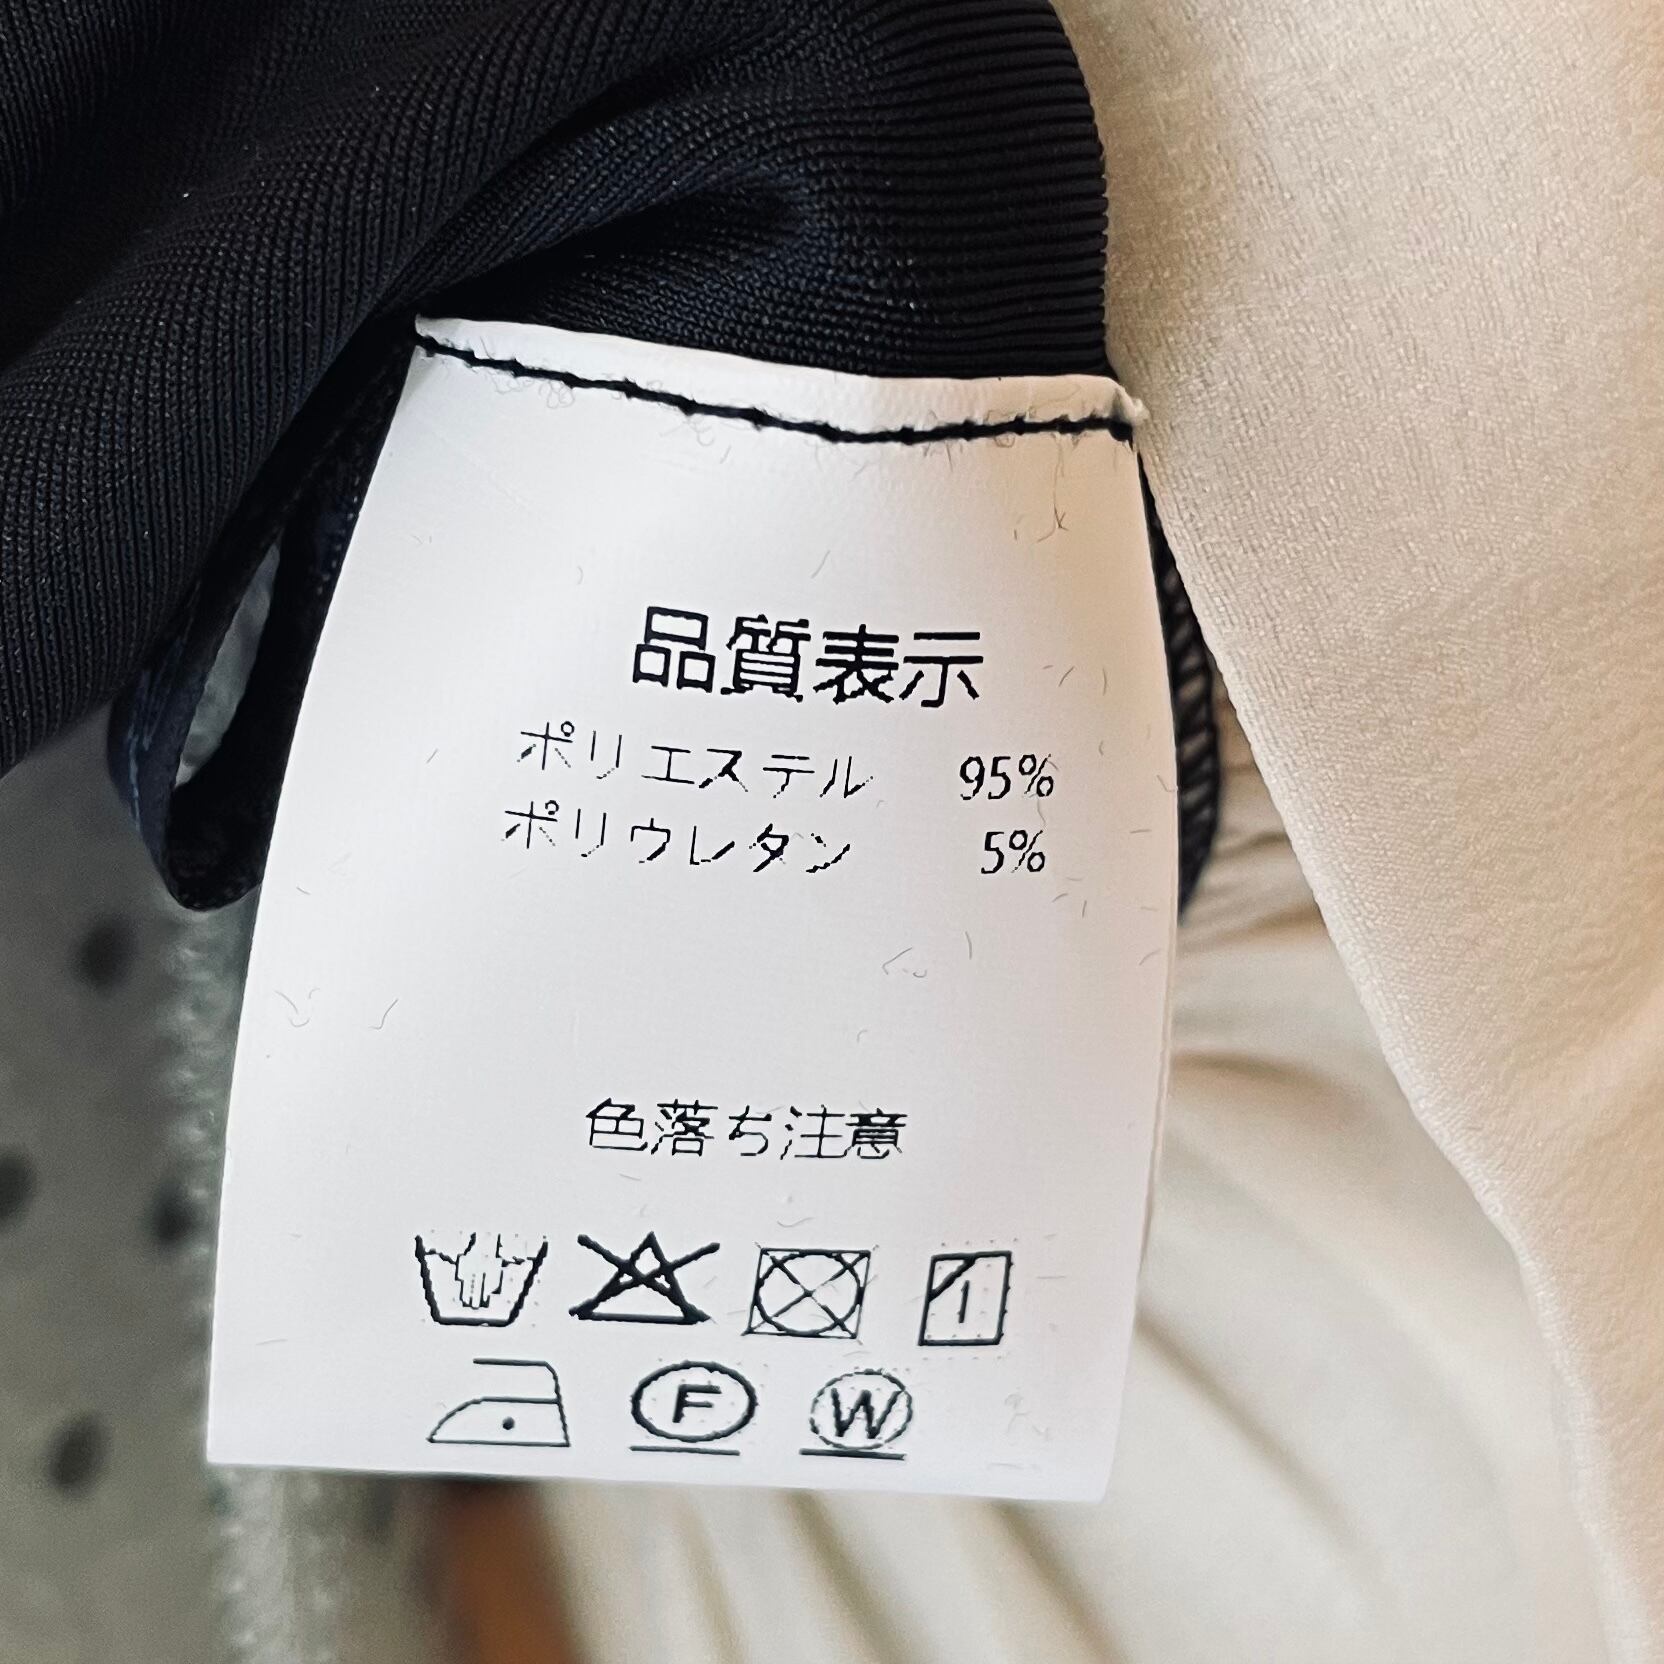 品質表示
ポリエステル 95%
ポリウレタン 5%
色落ち注意
F W